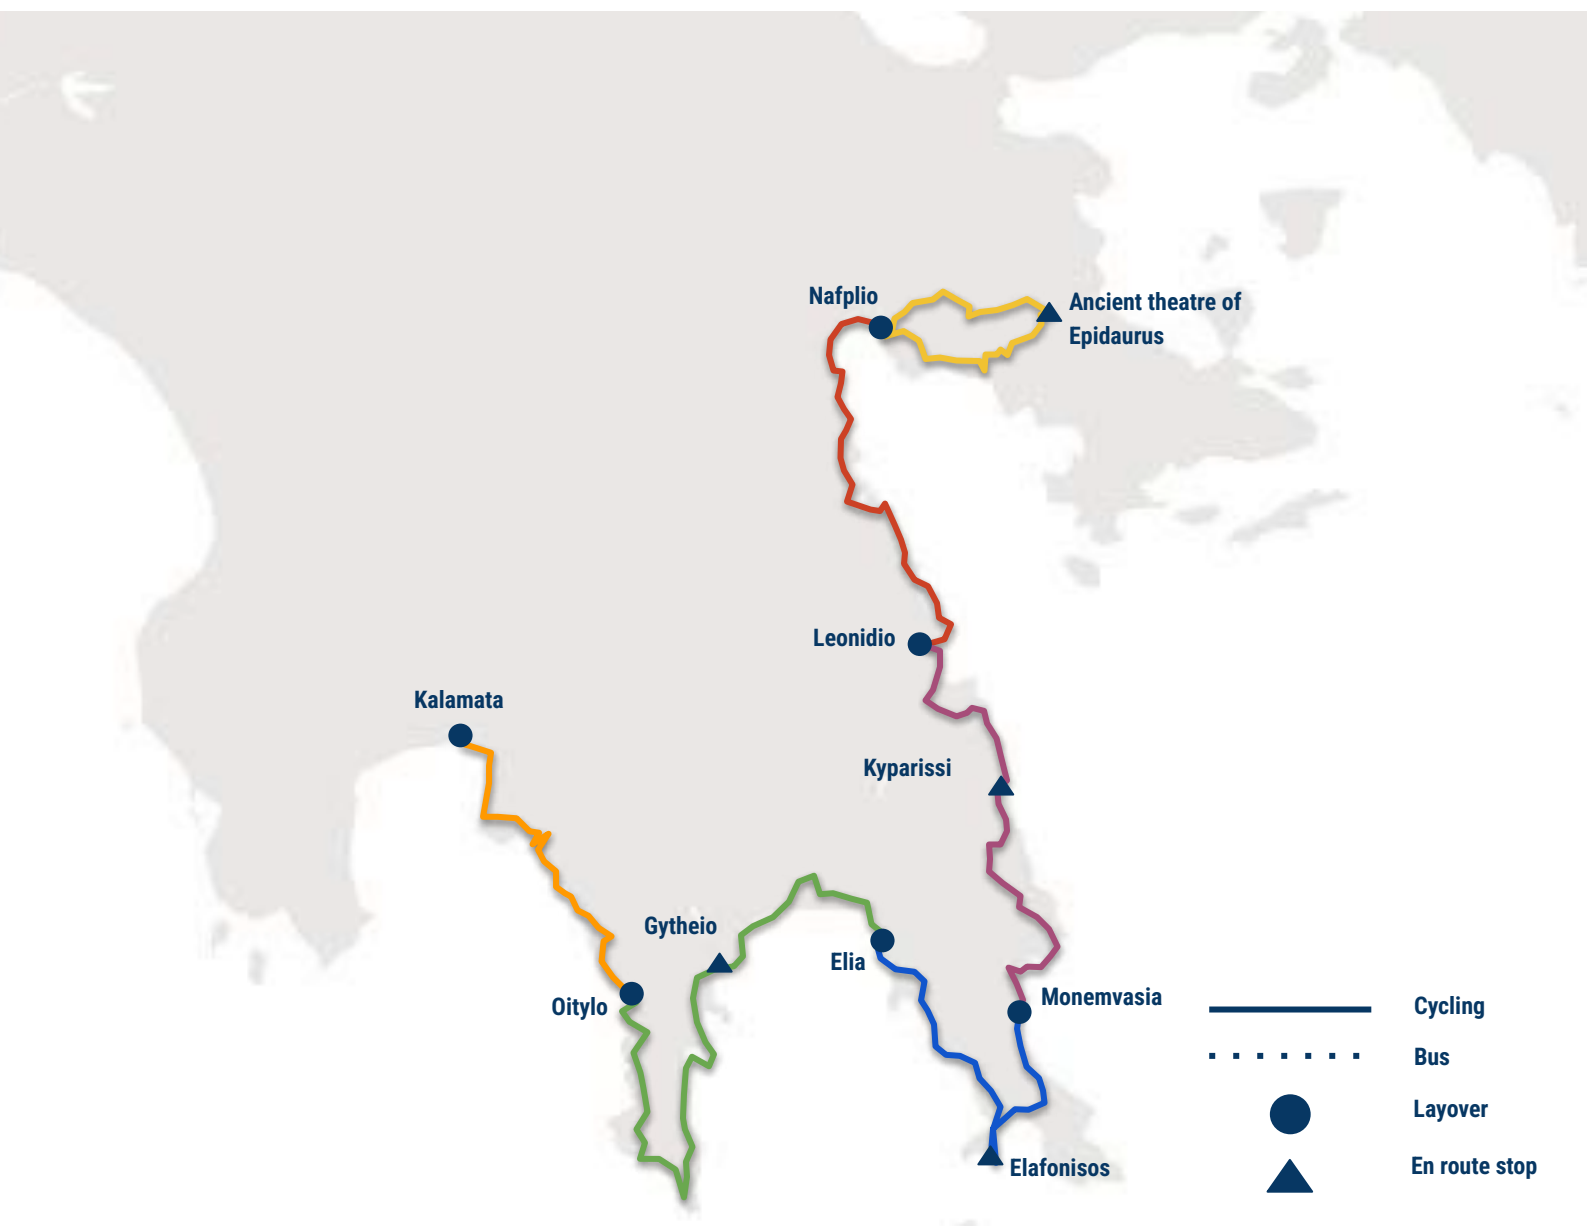 Nafplio
Ancient theatre of
Epidaurus
Leonidio
Kalamata
Kyparissi
Gytheio
Elia
Oitylo
Monemvasia
Elafonisos
Cycling
Bus
Layover
En route stop